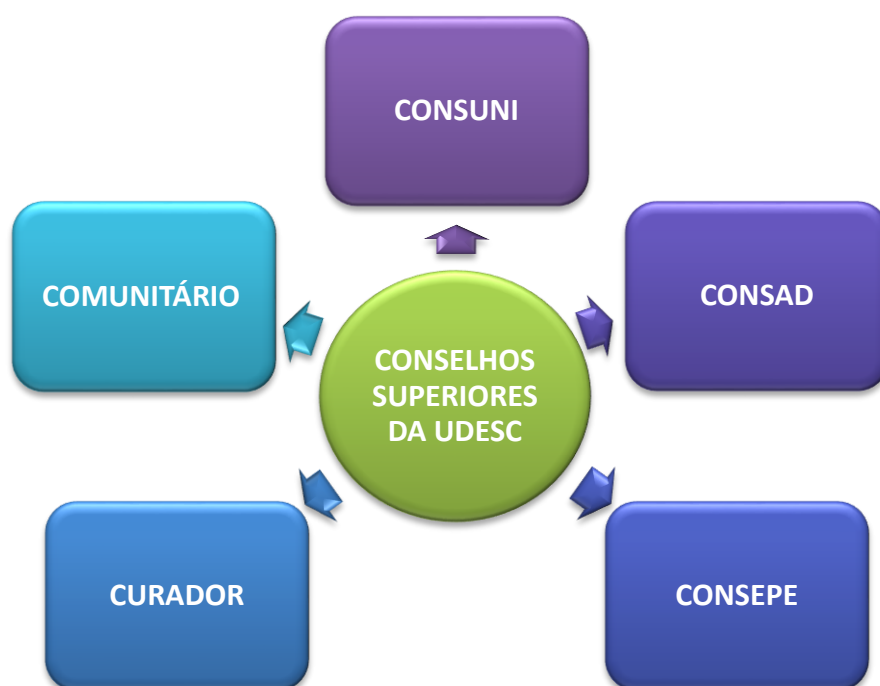 CONSUNI
COMUNITÁRIO
CONSAD
CONSELHOS
SUPERIORES
DA UDESC
CURADOR
CONSEPE